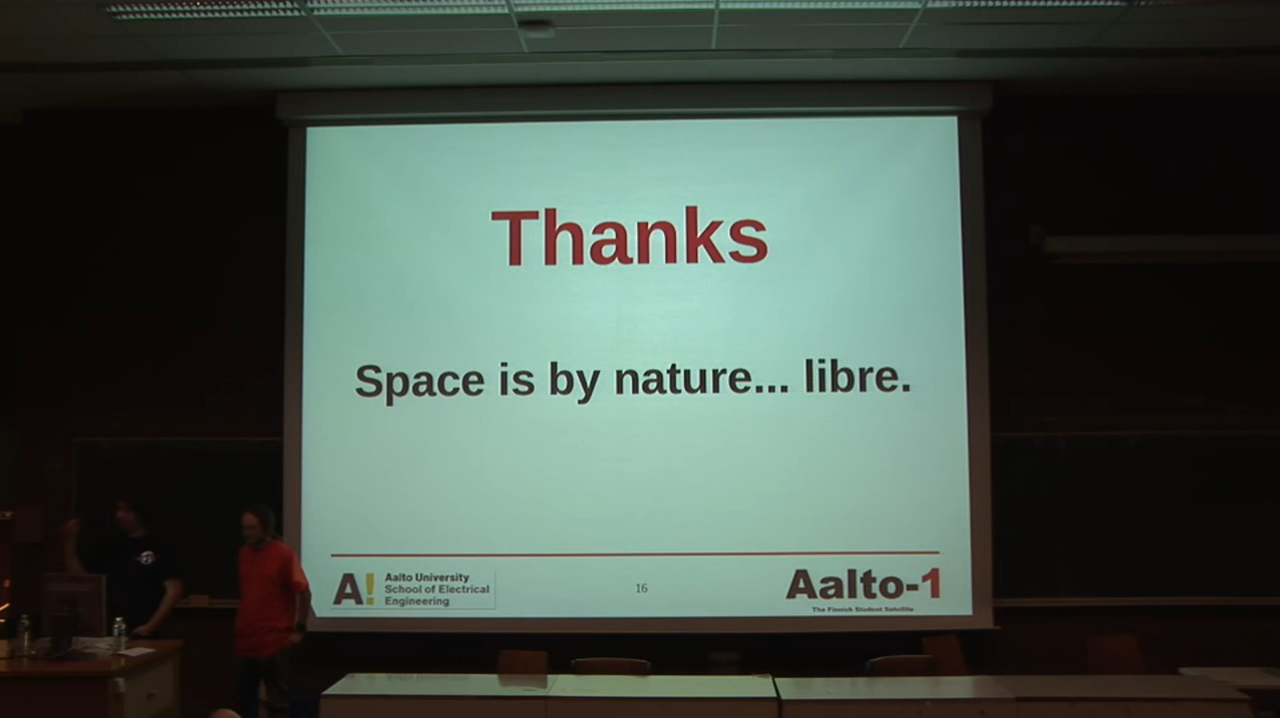 Thanks
Space is by nature... libre.
A!
Aalto University
School of Electrical
Engineering
16
Aalto-1
The Finnish Student Satellite